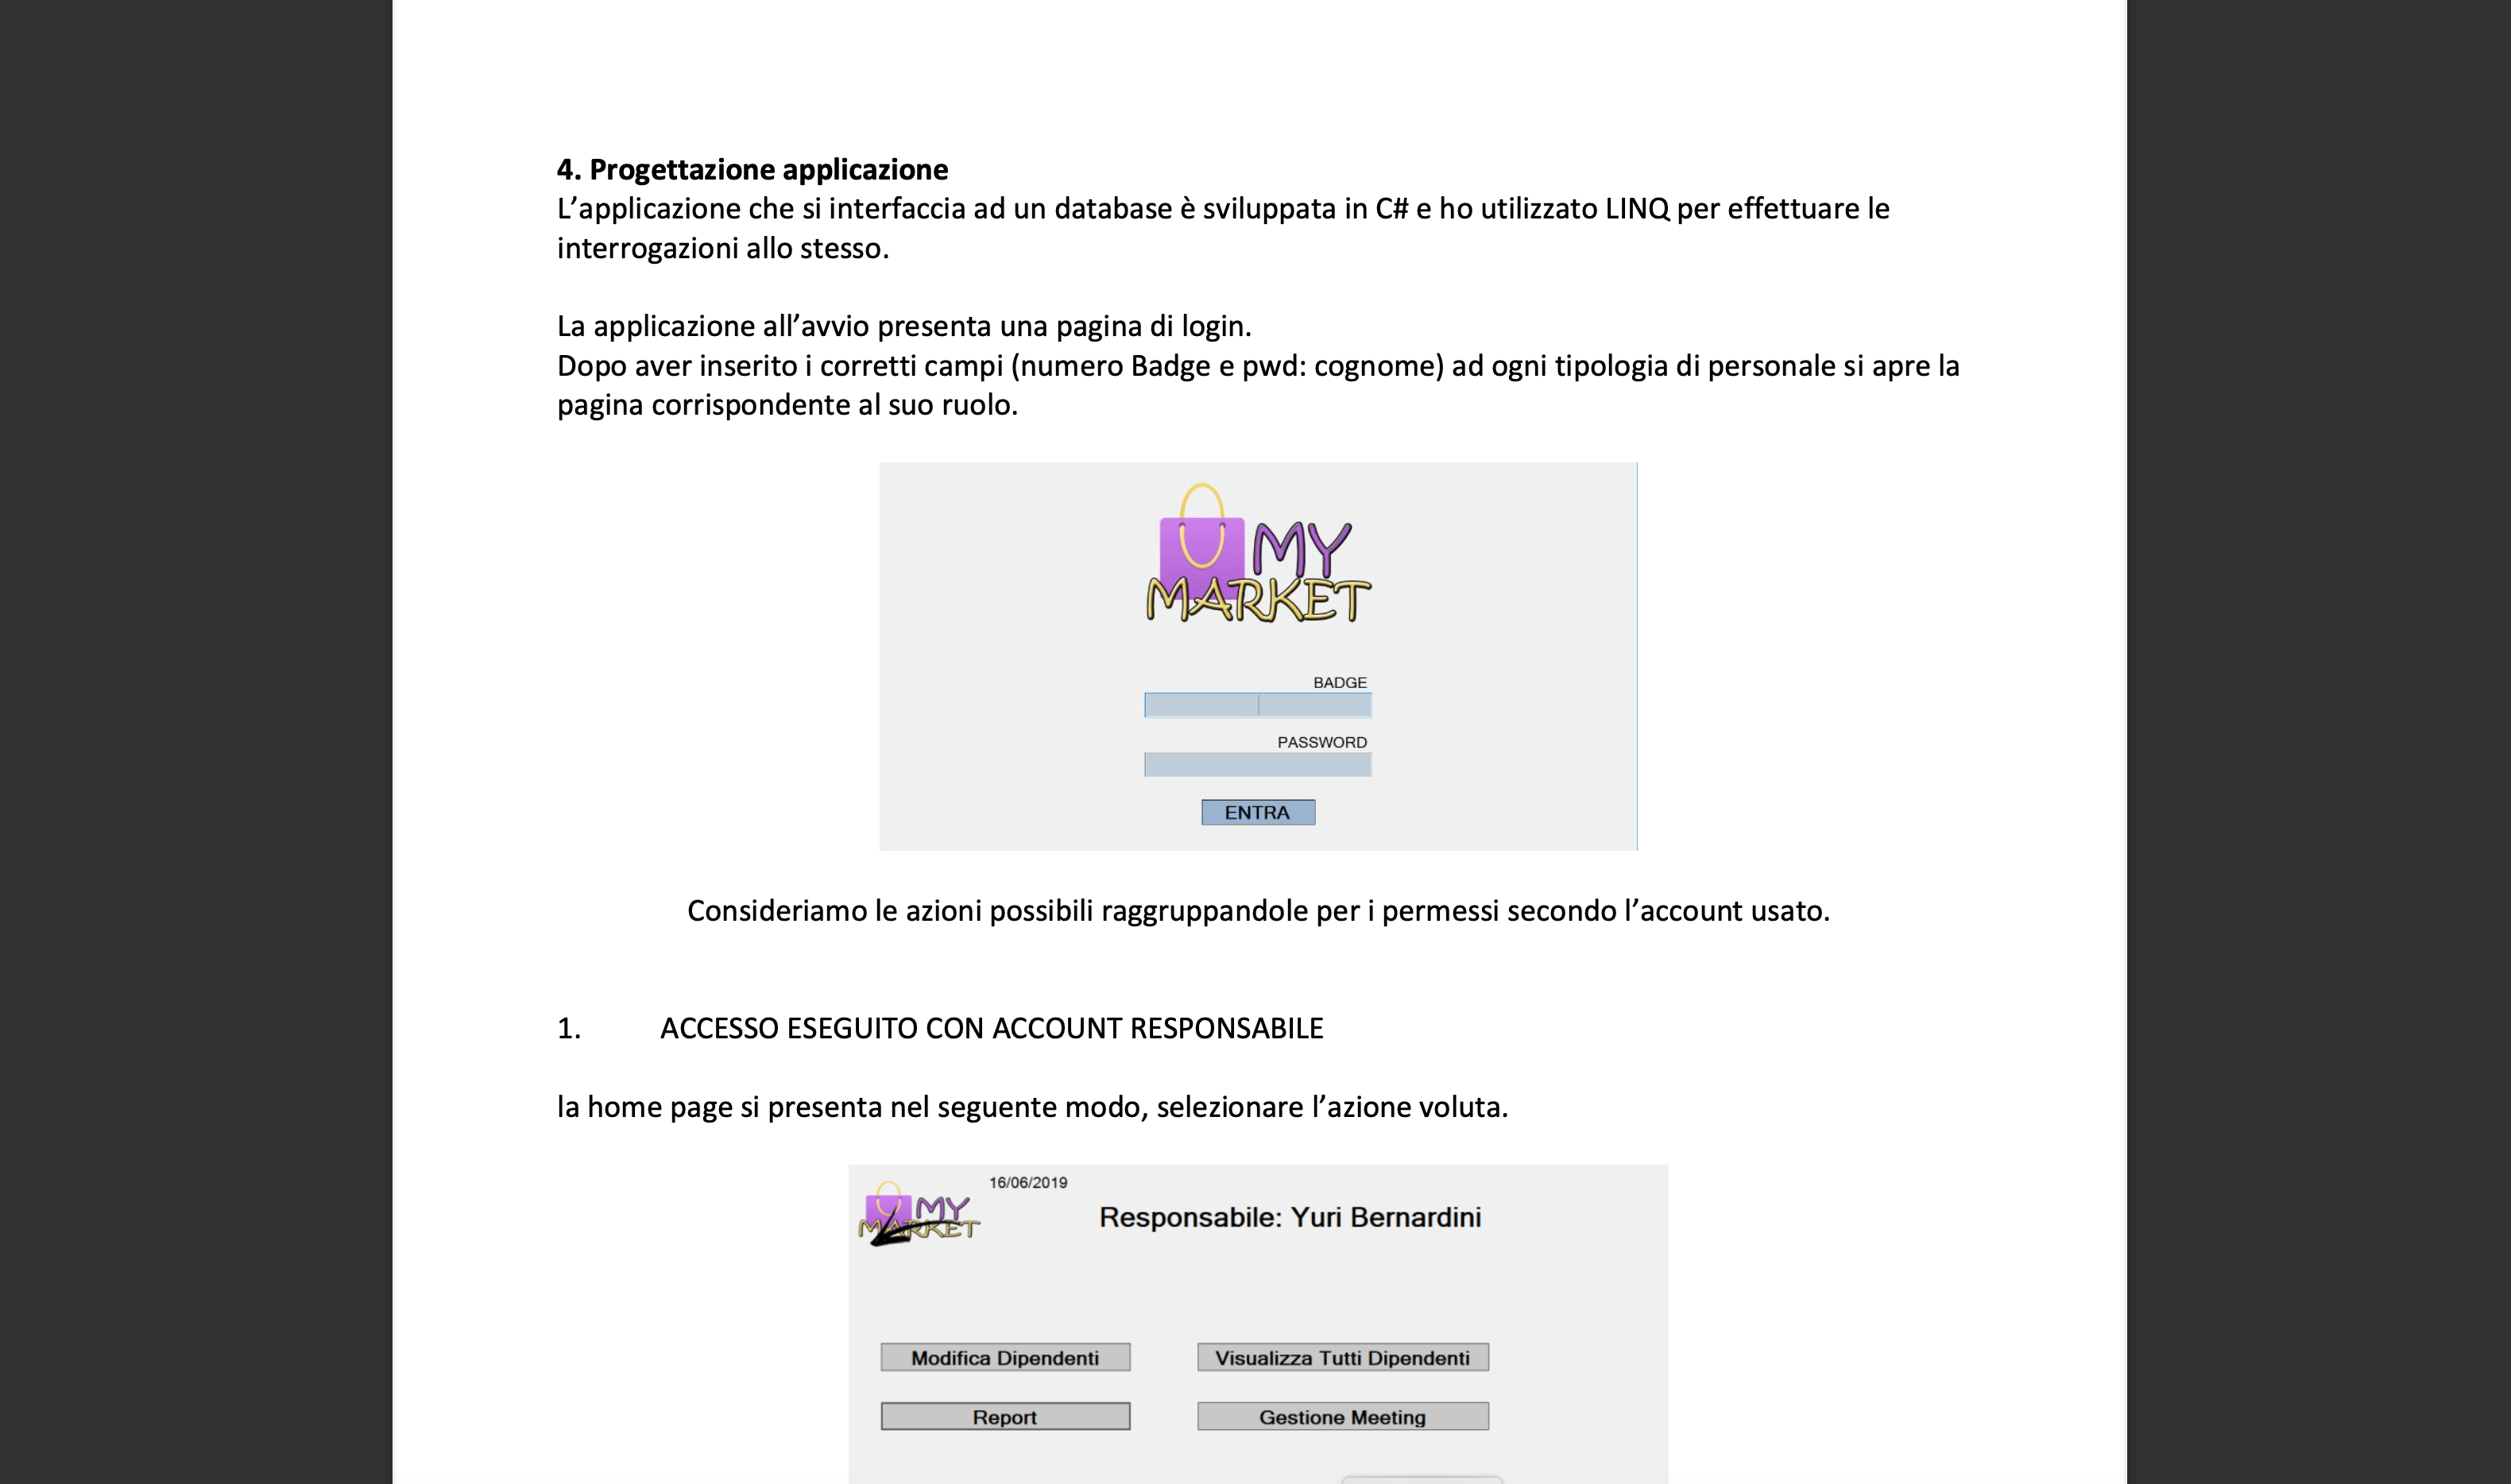 4. Progettazione applicazione
L’applicazione che si interfaccia ad un database è sviluppata in C# e ho utilizzato LINQ per effettuare le
interrogazioni allo stesso.
La applicazione all’avvio presenta una pagina di login.
Dopo aver inserito i corretti campi (numero Badge e pwd: cognome) ad ogni tipologia di personale si apre la
pagina corrispondente al suo ruolo.
MY
MARKET
BADGE
PASSWORD
ENTRA
Consideriamo le azioni possibili raggruppandole per i permessi secondo l’account usato.
1. ACCESSO ESEGUITO CON ACCOUNT RESPONSABILE
la home page si presenta nel seguente modo, selezionare l’azione voluta.
16/06/2019
MY
MARKET
Responsabile: Yuri Bernardini
Modifica Dipendenti
Visualizza Tutti Dipendenti
Report
Gestione Meeting